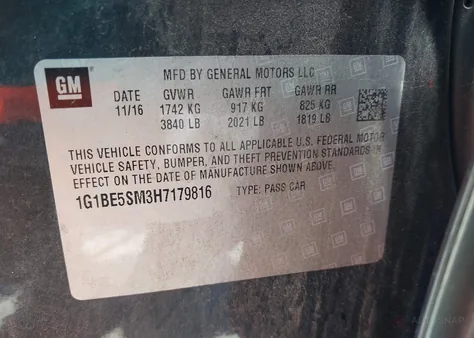 GM
MFD BY GENERAL MOTORS LLC
DATE GVWR GAWR FRT GAWR RR
11/16 1742 KG 917 KG 825 KG
3840 LB 2021 LB 1819 LB
THIS VEHICLE CONFORMS TO ALL APPLICABLE U.S. FEDERAL MOTOR
VEHICLE SAFETY, BUMPER, AND THEFT PREVENTION STANDARDS IN
EFFECT ON THE DATE OF MANUFACTURE SHOWN ABOVE.
1G1BE5SM3H7179816 TYPE: PASS CAR